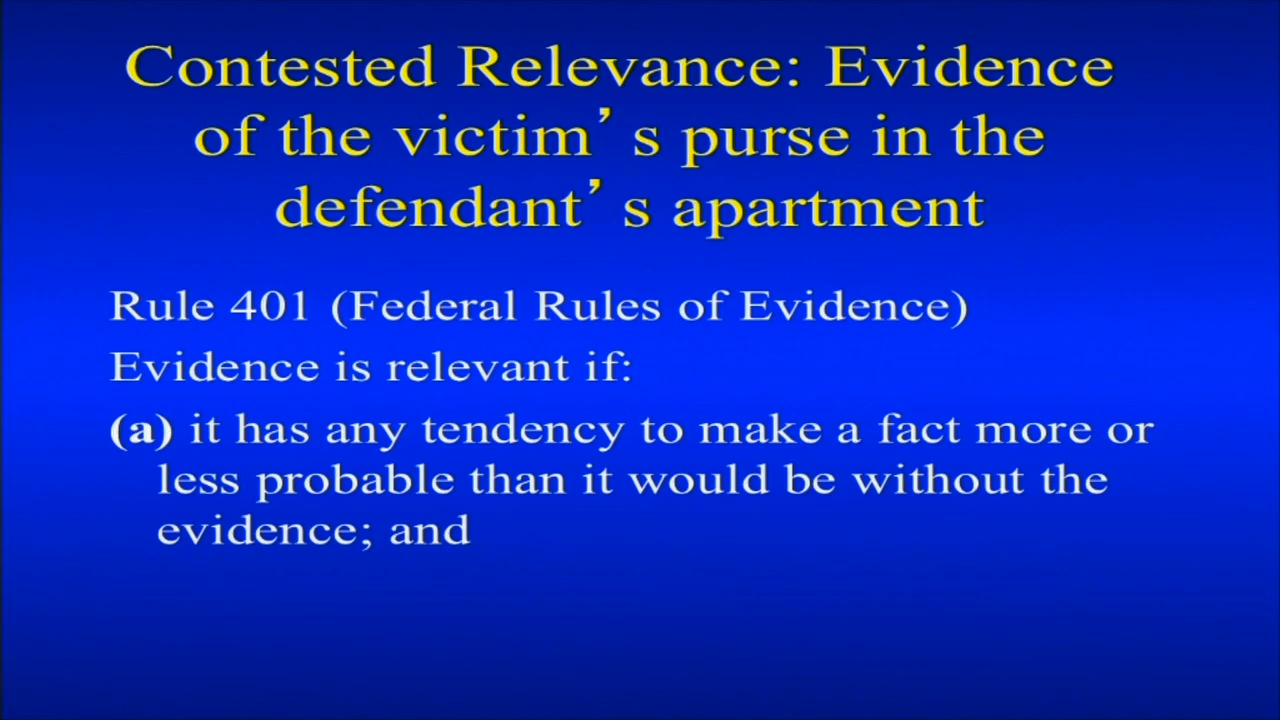 Contested Relevance: Evidence
of the victim’s purse in the
defendant’s apartment
Rule 401 (Federal Rules of Evidence)
Evidence is relevant if:
(a) it has any tendency to make a fact more or
less probable than it would be without the
evidence; and